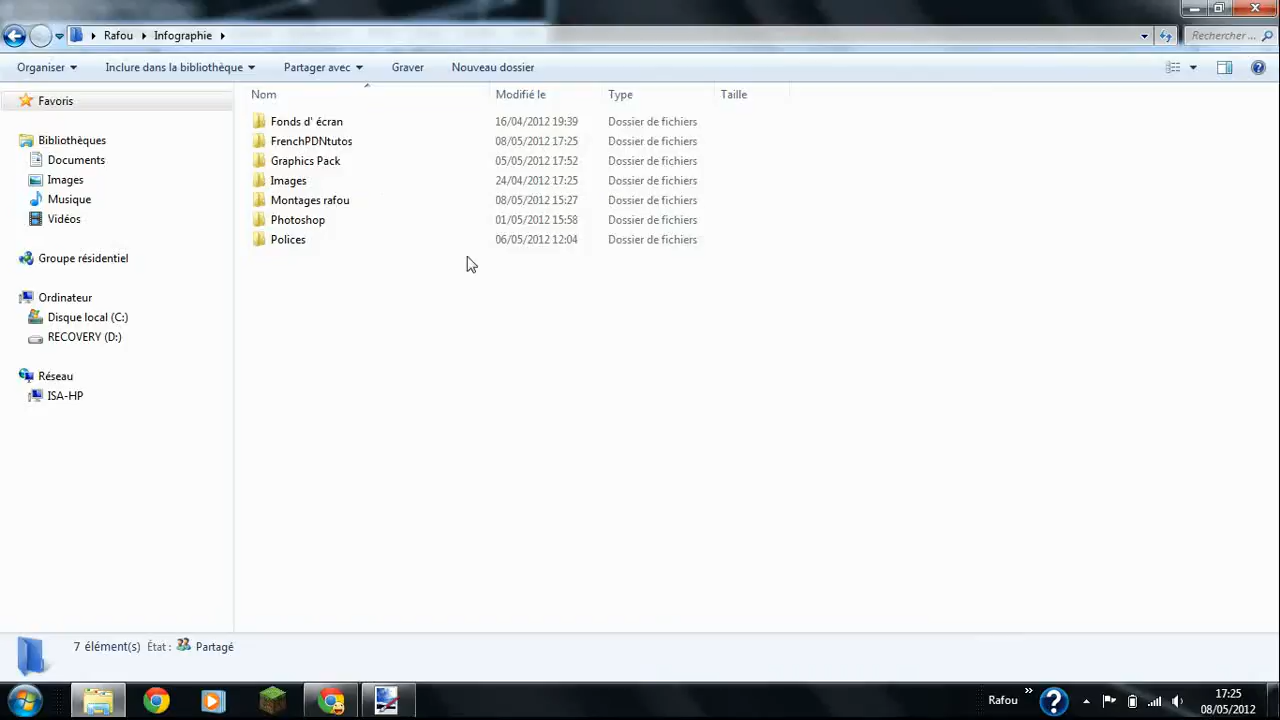 Rafou Infographie Rechercher ...
Organiser Inclure dans la bibliothèque Partager avec Graver Nouveau dossier
Nom Modifié le Type Taille
Favoris
Bibliothèques
Documents
Images
Musique
Vidéos
Groupe résidentiel
Ordinateur
Disque local (C:)
RECOVERY (D:)
Réseau
ISA-HP
Fonds d' écran 16/04/2012 19:39 Dossier de fichiers
FrenchPDNtutos 08/05/2012 17:25 Dossier de fichiers
Graphics Pack 05/05/2012 17:52 Dossier de fichiers
Images 24/04/2012 17:25 Dossier de fichiers
Montages rafou 08/05/2012 15:27 Dossier de fichiers
Photoshop 01/05/2012 15:58 Dossier de fichiers
Polices 06/05/2012 12:04 Dossier de fichiers
7 élément(s) État : Partagé
Rafou » 17:25
08/05/2012